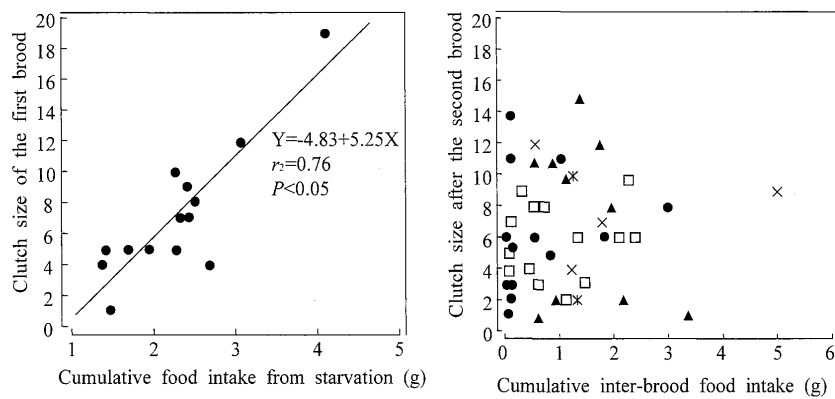 Clutch size of the first brood
20
18
16
14
12
10
8
6
4
2
0
Y=-4.83+5.25X
r2=0.76
P<0.05
1 2 3 4 5
Cumulative food intake from starvation (g)
Clutch size after the second brood
20
18
16
14
12
10
8
6
4
2
0
0 1 2 3 4 5 6
Cumulative inter-brood food intake (g)